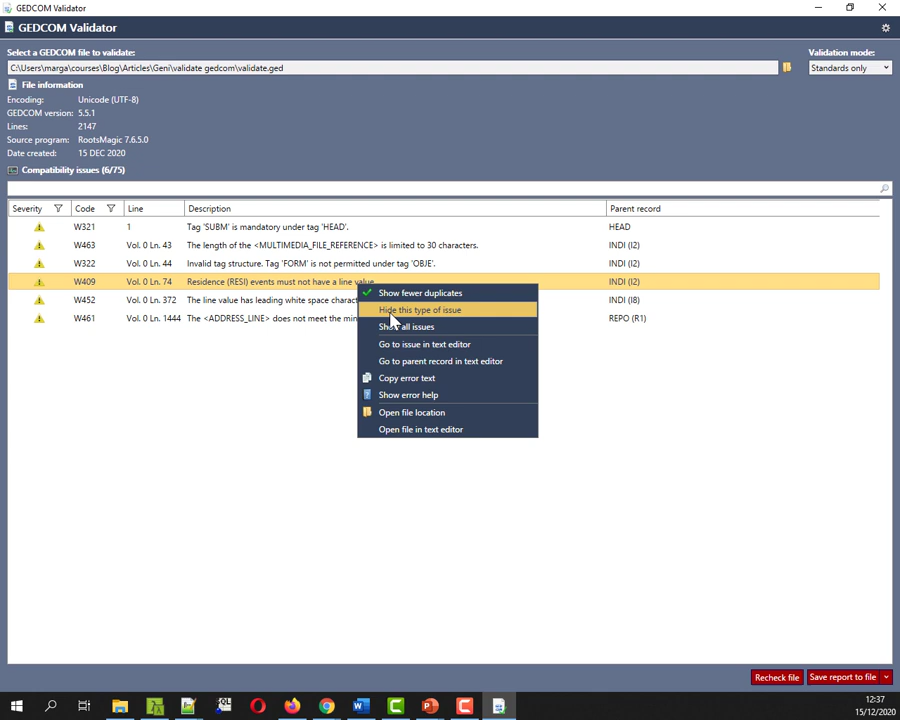 GEDCOM Validator
GEDCOM Validator
Select a GEDCOM file to validate:
Validation mode:
C:\Users\marga\courses\Blog\Articles\Geni\validate gedcom\validate.ged
Standards only
File information
Encoding: Unicode (UTF-8)
GEDCOM version: 5.5.1
Lines: 2147
Source program: RootsMagic 7.6.5.0
Date created: 15 DEC 2020
Compatibility issues (6/75)
Severity Code Line Description Parent record
W321 1 The Tag 'SUBM' is mandatory under tag 'HEAD'. HEAD
W463 Vol. 0 Ln. 43 The length of the <MULTIMEDIA_FILE_REFERENCE> is limited to 30 characters. INDI (I2)
W322 Vol. 0 Ln. 44 Invalid tag structure. Tag 'FORM' is not permitted under tag 'OBJE'. INDI (I2)
W409 Vol. 0 Ln. 74 Residence (RESI) events must not have a line value. INDI (I2)
W452 Vol. 0 Ln. 372 The line value has leading white space charact INDI (I8)
W461 Vol. 0 Ln. 1444 The <ADDRESS_LINE> does not meet the min REPO (R1)
Show fewer duplicates
Hide this type of issue
Show all issues
Go to issue in text editor
Go to parent record in text editor
Copy error text
Show error help
Open file location
Open file in text editor
Recheck file
Save report to file
12:37
15/12/2020